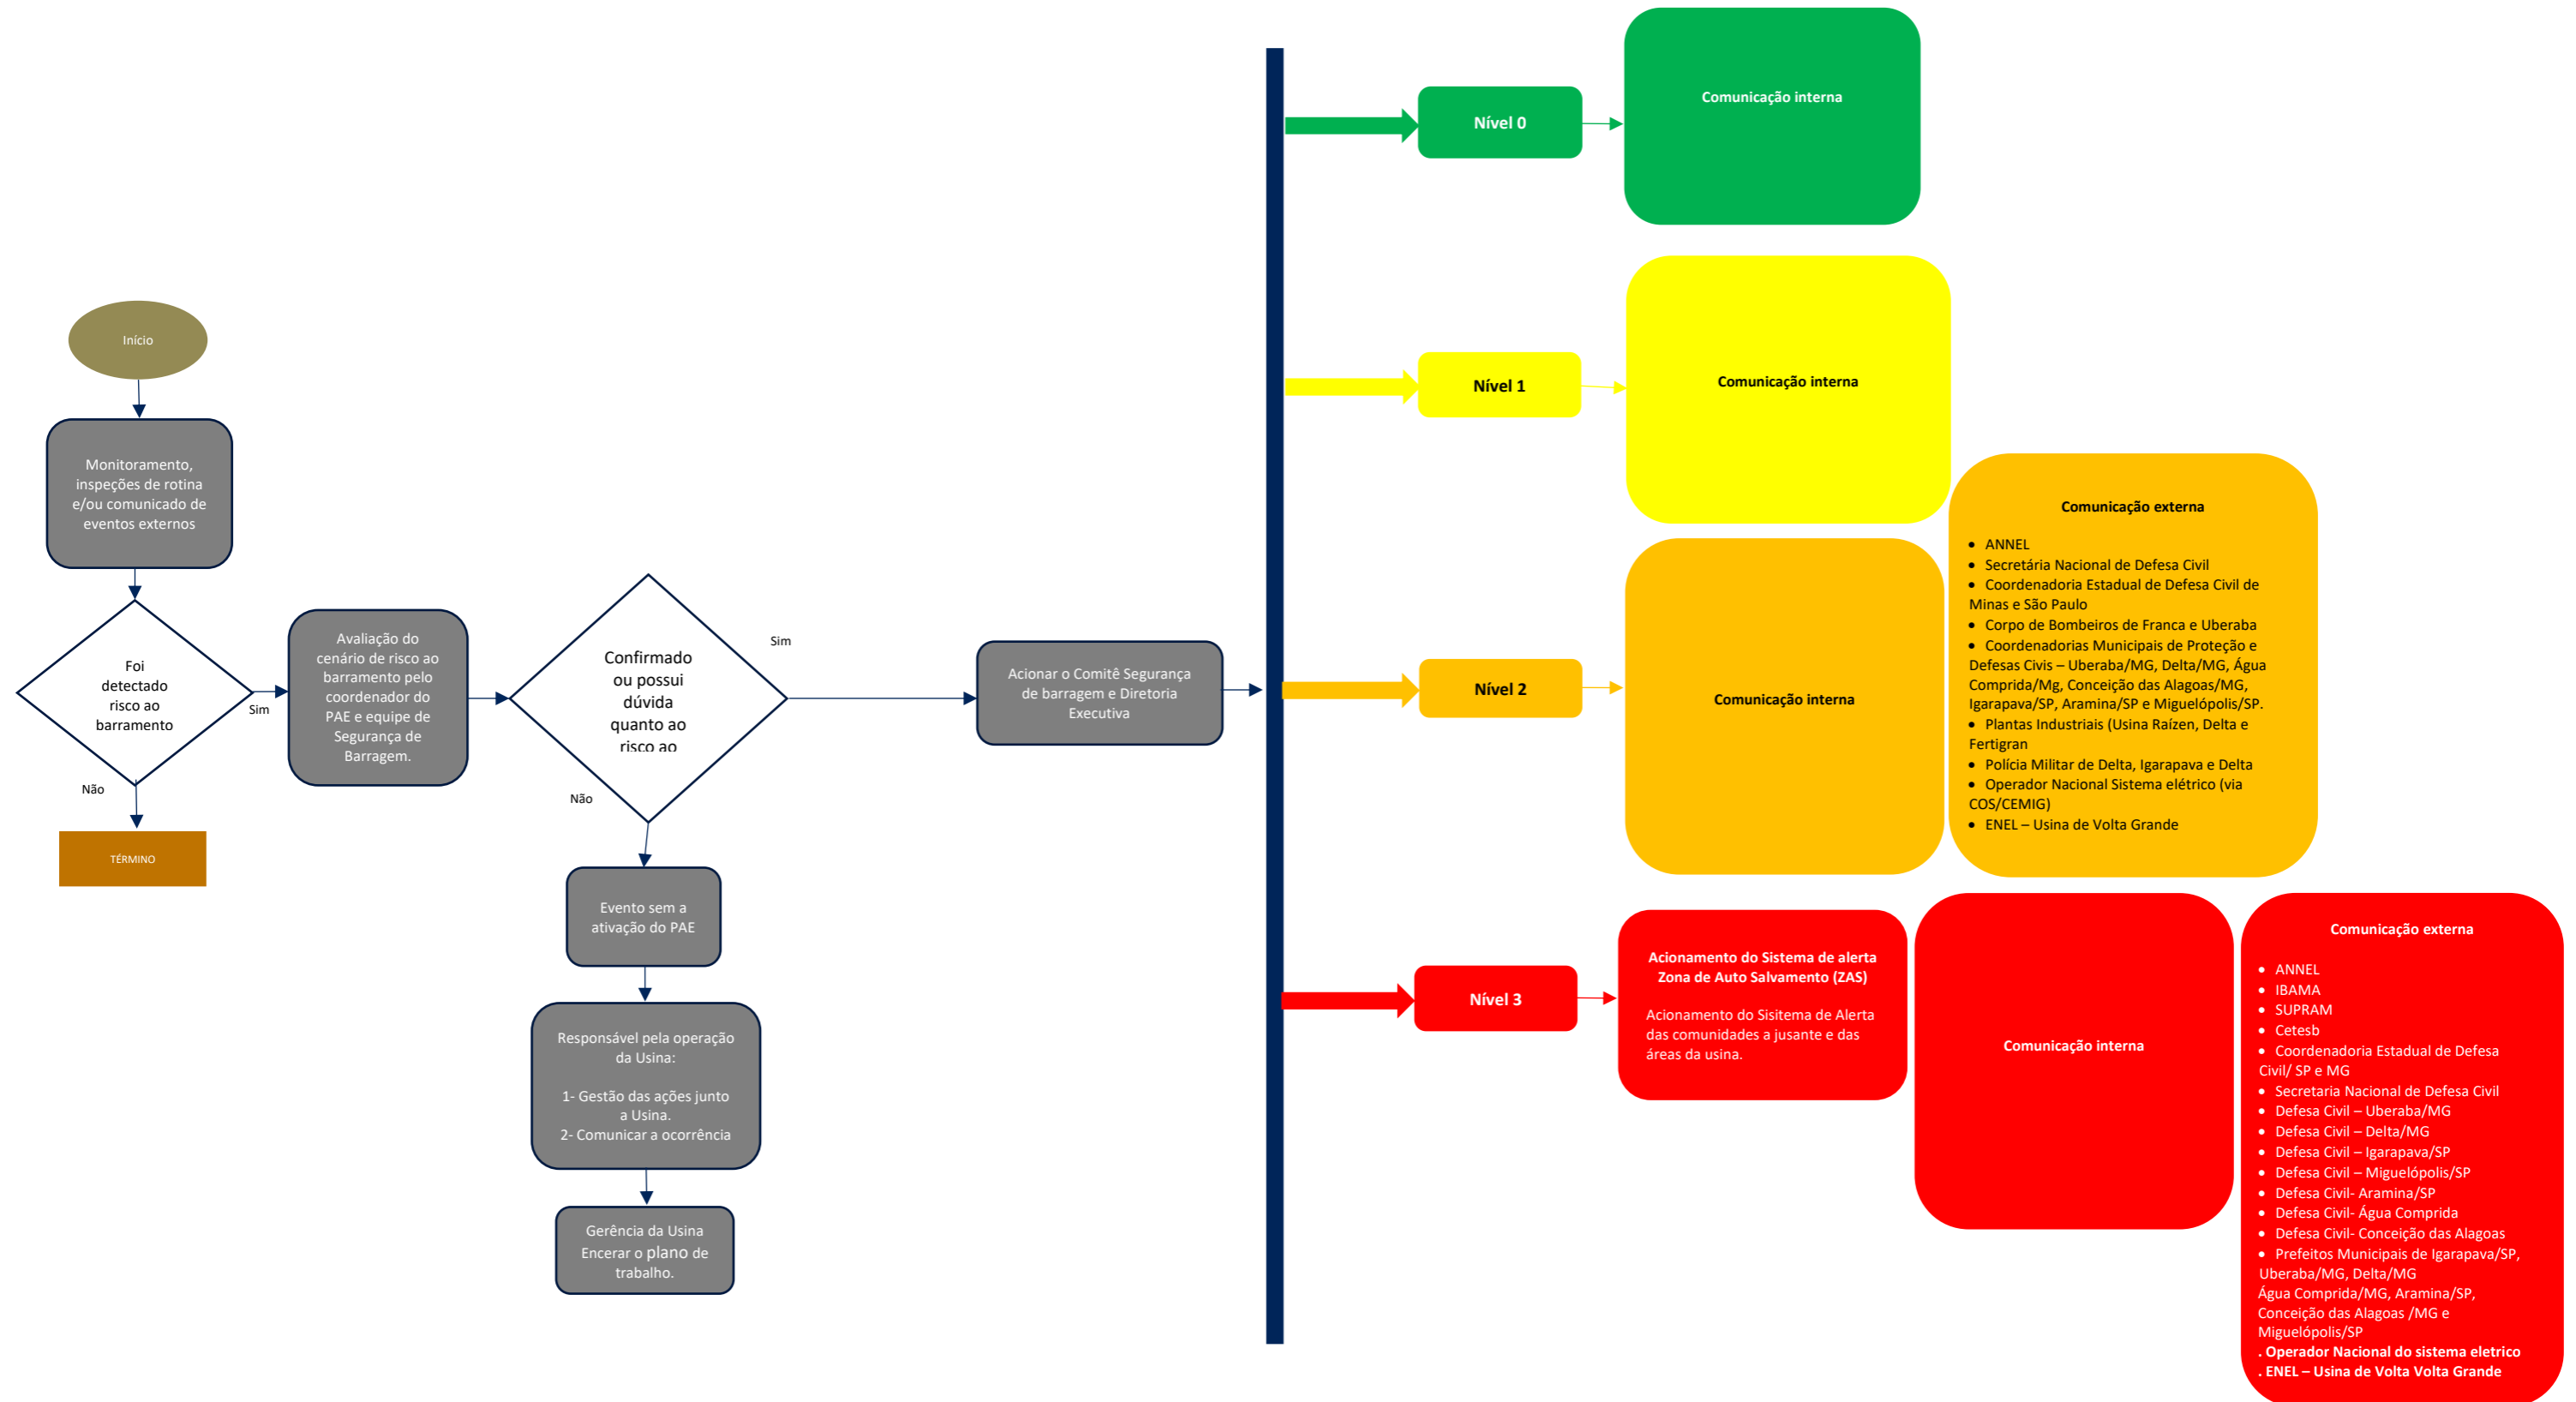 Início
Monitoramento,
inspeções de rotina
e/ou comunicado de
eventos externos
Foi
detectado
risco ao
barramento
Sim
Não
TÉRMINO
Avaliação do
cenário de risco ao
barramento pelo
coordenador do
PAE e equipe de
Segurança de
Barragem.
Confirmado
ou possui
dúvida
quanto ao
risco ao
Sim
Não
Evento sem a
ativação do PAE
Responsável pela operação
da Usina:
1- Gestão das ações junto
a Usina.
2- Comunicar a ocorrência
Gerência da Usina
Encerar o plano de
trabalho.
Acionar o Comitê Segurança
de barragem e Diretoria
Executiva
Nível 0
Comunicação interna
Nível 1
Comunicação interna
Nível 2
Comunicação interna
Comunicação externa
• ANNEL
• Secretária Nacional de Defesa Civil
• Coordenadoria Estadual de Defesa Civil de
Minas e São Paulo
• Corpo de Bombeiros de Franca e Uberaba
• Coordenadorias Municipais de Proteção e
Defesas Civis – Uberaba/MG, Delta/MG, Água
Comprida/Mg, Conceição das Alagoas/MG,
Igarapava/SP, Aramina/SP e Miguelópolis/SP.
• Plantas Industriais (Usina Raízen, Delta e
Fertigran
• Polícia Militar de Delta, Igarapava e Delta
• Operador Nacional Sistema elétrico (via
COS/CEMIG)
• ENEL – Usina de Volta Grande
Nível 3
Acionamento do Sistema de alerta
Zona de Auto Salvamento (ZAS)
Acionamento do Sisitema de Alerta
das comunidades a jusante e das
áreas da usina.
Comunicação interna
Comunicação externa
• ANNEL
• IBAMA
• SUPRAM
• Cetesb
• Coordenadoria Estadual de Defesa
Civil/ SP e MG
• Secretaria Nacional de Defesa Civil
• Defesa Civil – Uberaba/MG
• Defesa Civil – Delta/MG
• Defesa Civil – Igarapava/SP
• Defesa Civil – Miguelópolis/SP
• Defesa Civil- Aramina/SP
• Defesa Civil- Água Comprida
• Defesa Civil- Conceição das Alagoas
• Prefeitos Municipais de Igarapava/SP,
Uberaba/MG, Delta/MG
Água Comprida/MG, Aramina/SP,
Conceição das Alagoas /MG e
Miguelópolis/SP
. Operador Nacional do sistema eletrico
. ENEL – Usina de Volta Volta Grande